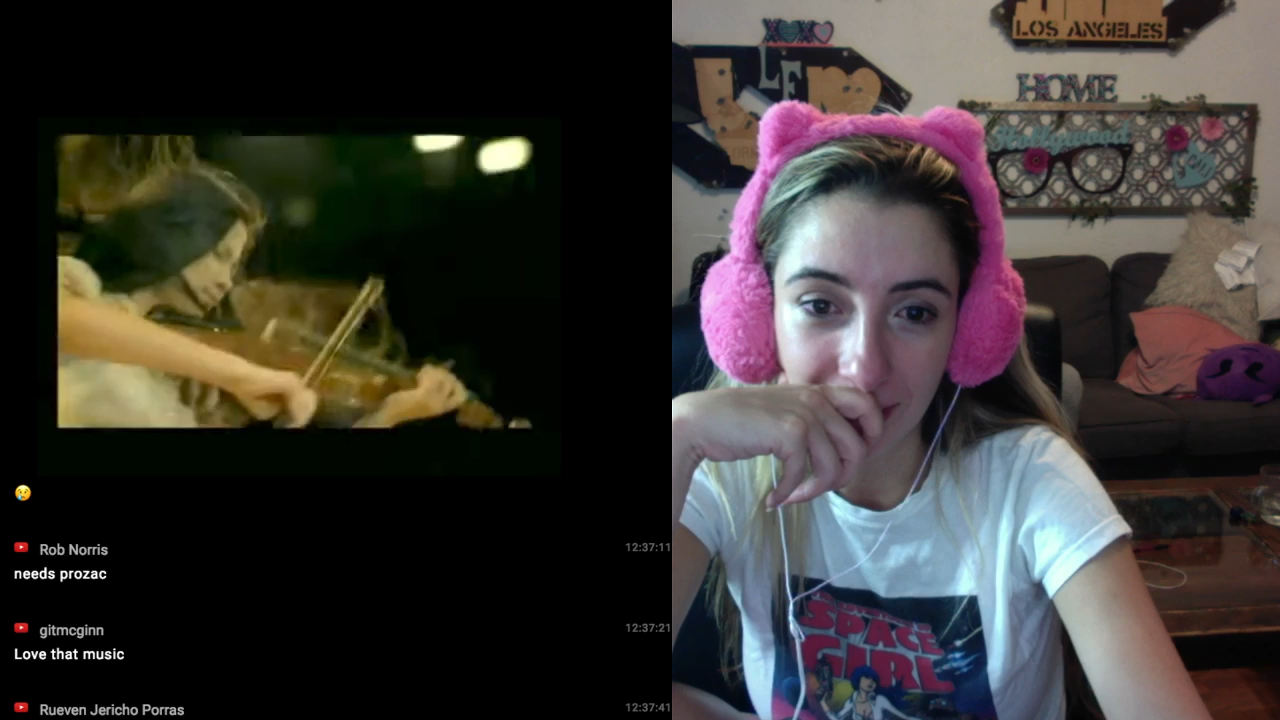 LOS ANGELES
XOXO
HOME
Hollywood
Rob Norris
12:37:11
needs prozac
gitmcginn
12:37:21
Love that music
Rueven Jericho Porras
12:37:41
SPACE
GIRL